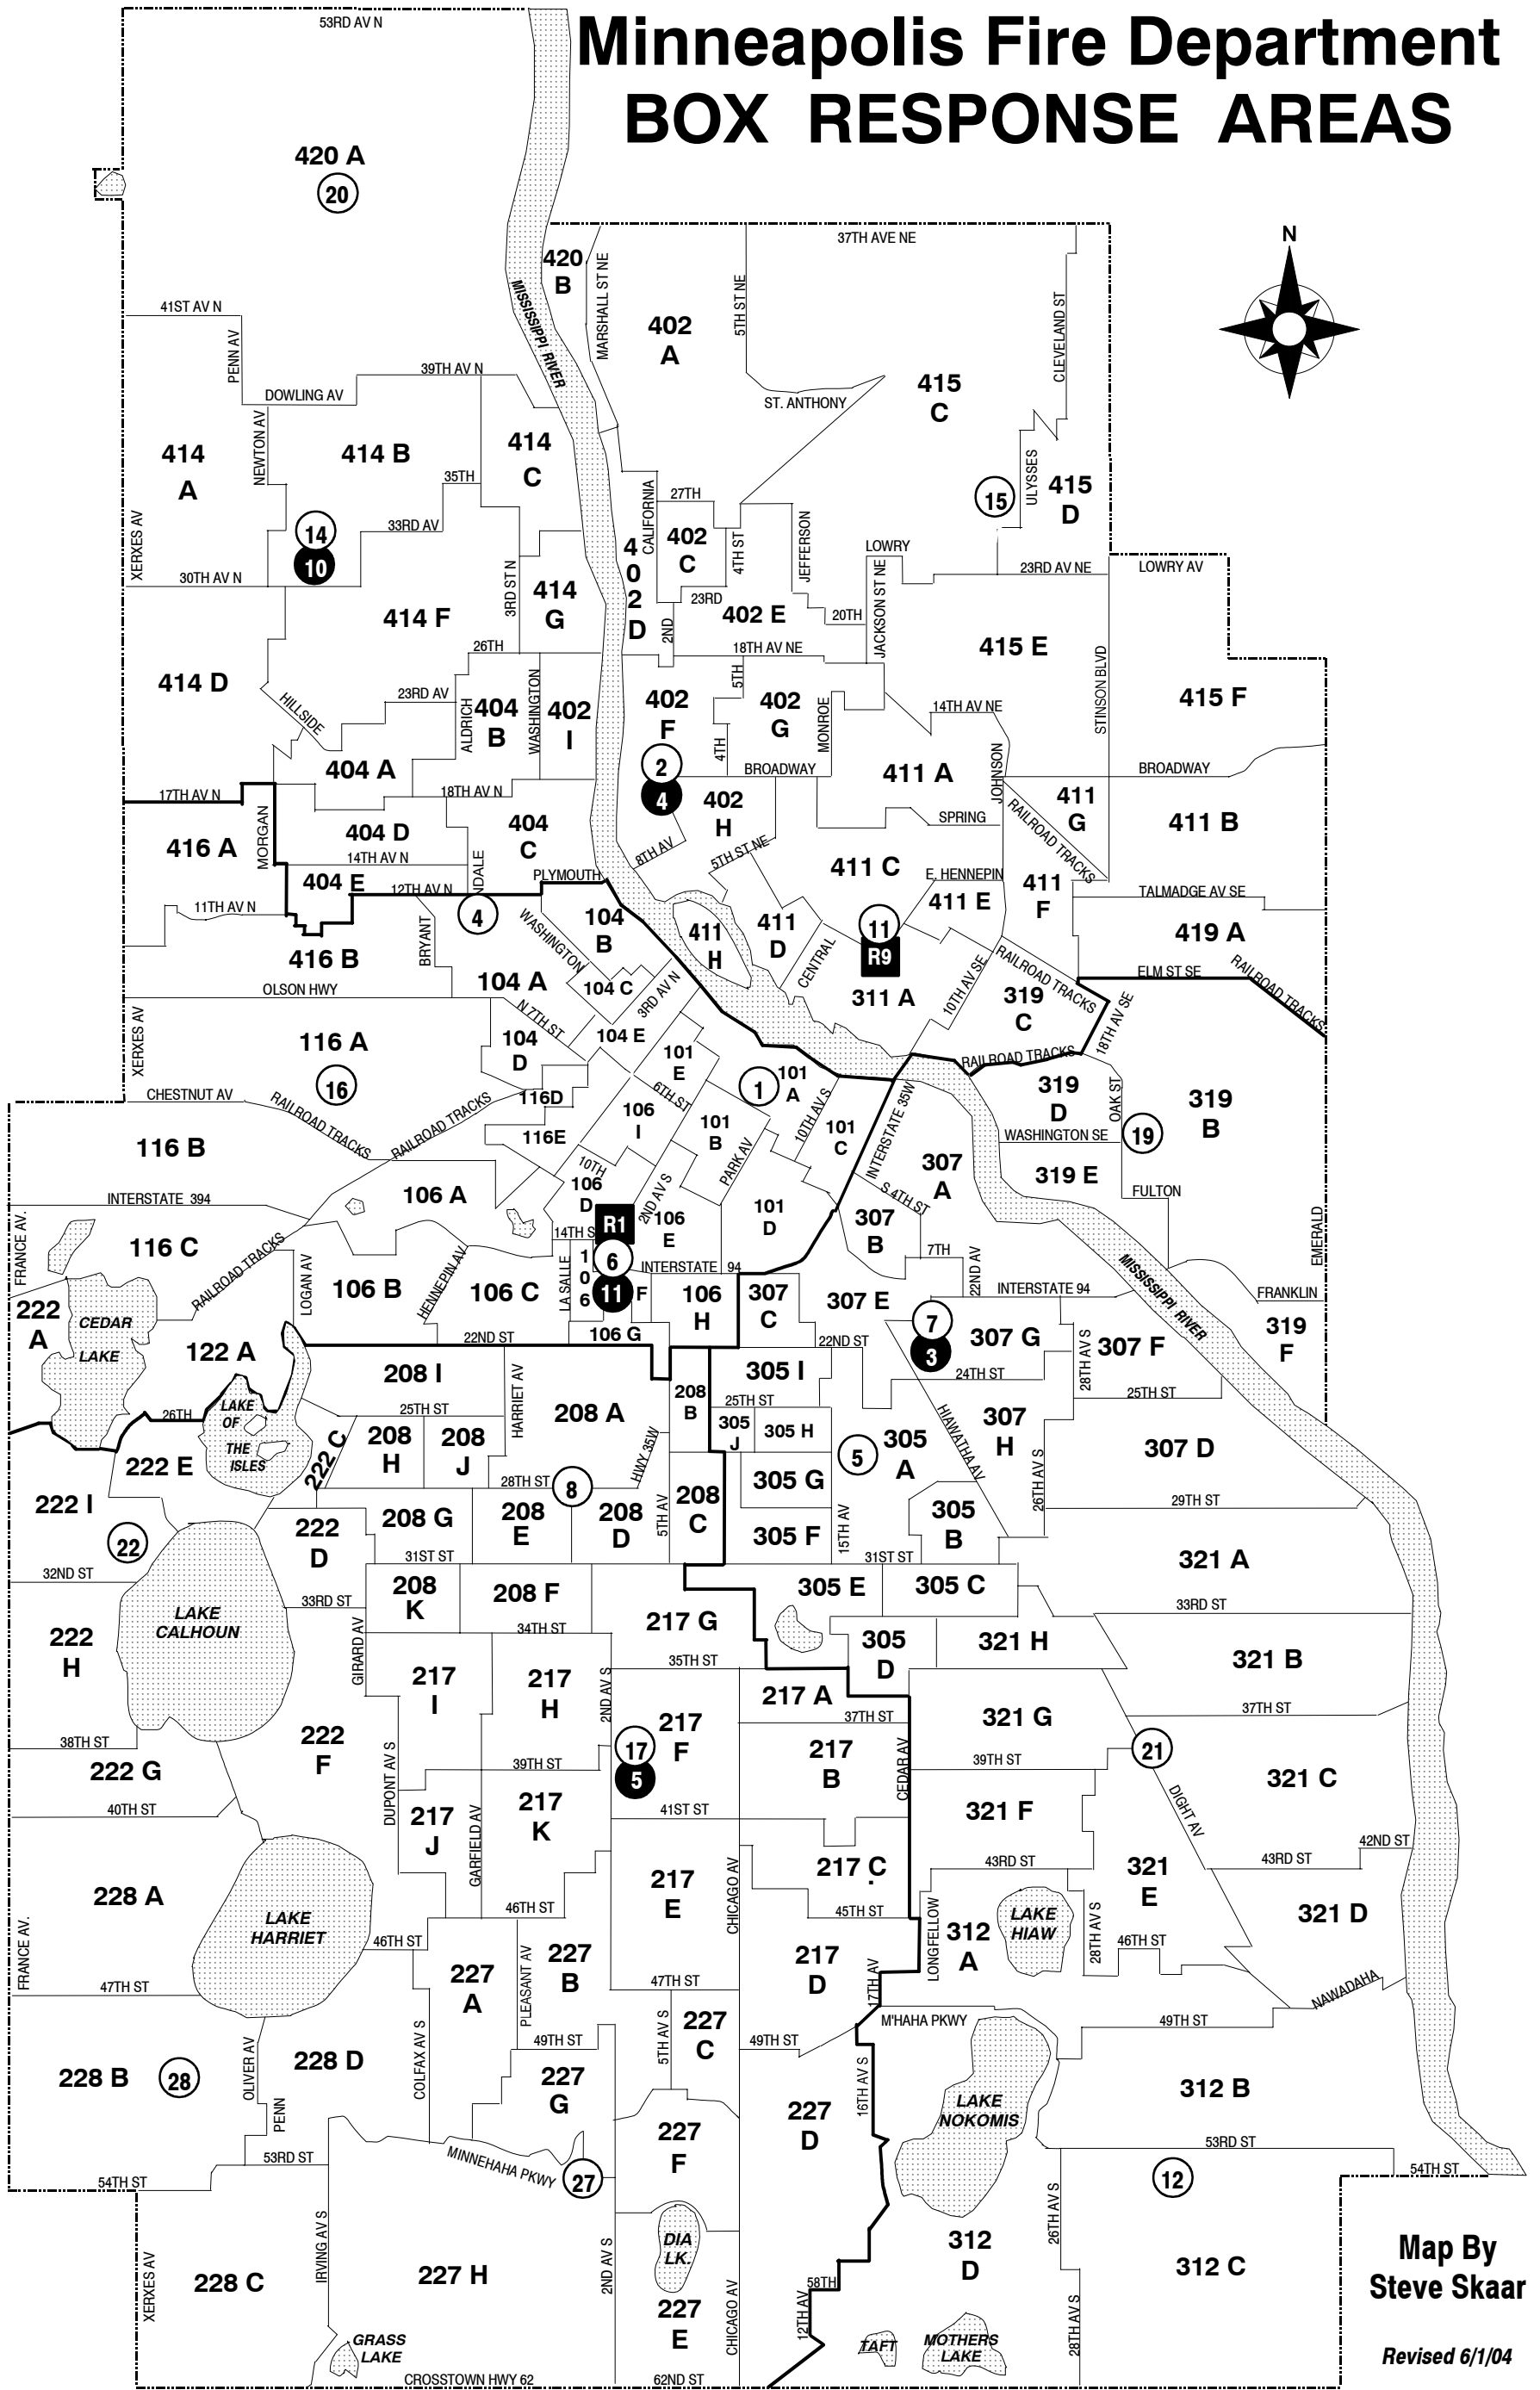 Minneapolis Fire Department
BOX RESPONSE AREAS
53RD AV N
420 A
20
N
37TH AVE NE
420
B
MARSHALL ST NE
5TH ST NE
CLEVELAND ST
MISSISSIPPI RIVER
402
A
41ST AV N
PENN AV
39TH AV N
DOWLING AV
ST. ANTHONY
415
C
NEWTON AV
414
A
414 B
414
C
35TH
33RD AV
14
10
XERXES AV
30TH AV N
3RD ST N
414
G
CALIFORNIA
27TH
402
C
4TH ST
JEFFERSON
4
0
2
D
15
ULYSSES
415
D
LOWRY
23RD AV NE
LOWRY AV
23RD
402 E
2ND
20TH
JACKSON ST NE
414 F
26TH
18TH AV NE
415 E
STINSON BLVD
415 F
414 D
HILLSIDE
23RD AV
ALDRICH
404
B
WASHINGTON
402
I
402
F
5TH
4TH
402
G
MONROE
14TH AV NE
JOHNSON
404 A
2
4
BROADWAY
411 A
BROADWAY
17TH AV N
18TH AV N
402
H
SPRING
RAILROAD TRACKS
411
G
411 B
416 A
MORGAN
404 D
404
C
14TH AV N
NDALE
8TH AV
5TH ST NE
411 C
404 E
12TH AV N
PLYMOUTH
E. HENNEPIN
411 E
411
F
TALMADGE AV SE
11TH AV N
4
BRYANT
WASHINGTON
104
B
411
H
411
D
CENTRAL
11
R9
419 A
416 B
104 A
104 C
3RD AV N
311 A
10TH AV SE
RAILROAD TRACKS
319
C
ELM ST SE
RAILROAD TRACKS
18TH AV SE
OLSON HWY
N 7TH ST
XERXES AV
116 A
16
104
D
104 E
101
E
RAILROAD TRACKS
CHESTNUT AV
RAILROAD TRACKS
RAILROAD TRACKS
116D
6TH ST
1
101
A
10TH AV S
101
C
INTERSTATE 35W
319
D
OAK ST
19
319
B
116 B
116E
106
I
101
B
PARK AV
WASHINGTON SE
319 E
10TH
106
D
2ND AV S
307
A
S 4TH ST
FULTON
INTERSTATE 394
106 A
R1
14TH S
106
E
101
D
307
B
7TH
22ND AV
EMERALD
FRANCE AV.
116 C
RAILROAD TRACKS
LOGAN AV
106 B
HENNEPIN AV
106 C
LA SALLE
1
0
6
F
6
11
INTERSTATE 94
106
H
307
C
307 E
INTERSTATE 94
MISSISSIPPI RIVER
FRANKLIN
222
A
CEDAR
LAKE
122 A
22ND ST
106 G
22ND ST
7
3
307 G
28TH AV S
307 F
319
F
208 I
HARRIET AV
208 A
208
B
305 I
24TH ST
25TH ST
26TH
LAKE
OF
THE
ISLES
25TH ST
25TH ST
305
J
305 H
HIAWATHA AV
307
H
222 E
222 C
208
H
208
J
HWY 35W
5
305
A
26TH AV S
307 D
222 I
28TH ST
8
305 G
29TH ST
22
222
D
208 G
208
E
208
D
5TH AV
208
C
305 F
15TH AV
305
B
31ST ST
31ST ST
321 A
32ND ST
LAKE
CALHOUN
33RD ST
208
K
208 F
305 E
305 C
33RD ST
222
H
GIRARD AV
34TH ST
217 G
305
D
321 H
321 B
35TH ST
217
I
217
H
2ND AV S
217 A
37TH ST
321 G
37TH ST
38TH ST
222 G
222
F
DUPONT AV S
217
F
17
5
217
B
CEDAR AV
39TH ST
39TH ST
21
321 C
40TH ST
217
J
GARFIELD AV
217
K
41ST ST
321 F
DIGHT AV
42ND ST
228 A
LAKE
HARRIET
217
E
CHICAGO AV
217 C
43RD ST
43RD ST
321
E
46TH ST
45TH ST
LONGFELLOW
312
A
LAKE
HIAW
28TH AV S
321 D
FRANCE AV.
46TH ST
46TH ST
47TH ST
227
A
PLEASANT AV
227
B
47TH ST
217
D
17TH AV
NAWADAHA
M'HAHA PKWY
49TH ST
228 B
28
OLIVER AV
228 D
COLFAX AV S
49TH ST
5TH AV S
227
C
49TH ST
16TH AV S
227
G
LAKE
NOKOMIS
312 B
PENN
227
D
227
F
53RD ST
MINNEHAHA PKWY
27
53RD ST
54TH ST
12
54TH ST
26TH AV S
XERXES AV
228 C
IRVING AV S
227 H
2ND AV S
DIA
LK.
312
D
312 C
Map By
Steve Skaar
227
E
CHICAGO AV
58TH
12TH AV
28TH AV S
GRASS
LAKE
TAFT
MOTHERS
LAKE
Revised 6/1/04
CROSSTOWN HWY 62
62ND ST